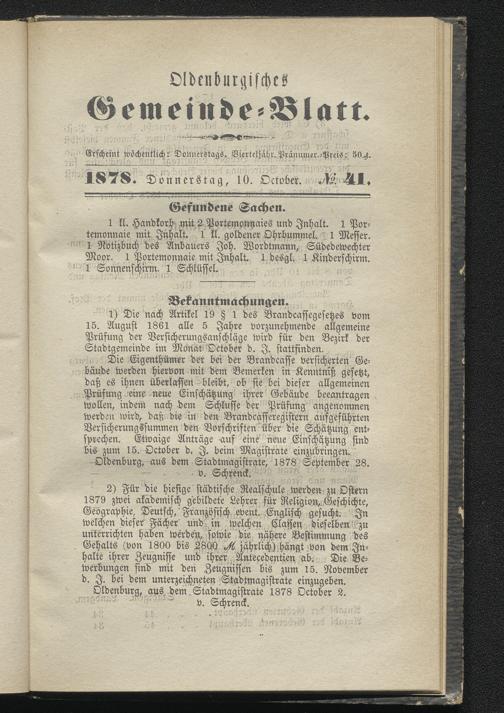 Oldenburgisches
Gemeinde-Blatt.
Erscheint wöchentlich: Donnerstags. Vierteljähr. Pränumer.-Preis: 50 ₰.
1878. Donnerstag, 10. October. № 41.
Gefundene Sachen.
1 kl. Handkorb mit 2 Portemonnaies und Inhalt. 1 Por-
temonnaie mit Inhalt. 1 kl. goldener Ohrbummel. 1 Messer.
1 Notizbuch des Anbauers Joh. Wordtmann, Südedewechter
Moor. 1 Portemonnaie mit Inhalt. 1 desgl. 1 Kinderschirm.
1 Sonnenschirm. 1 Schlüssel.
Bekanntmachungen.
1) Die nach Artikel 19 § 1 des Brandcassegesetzes vom
15. August 1861 alle 5 Jahre vorzunehmende allgemeine
Prüfung der Versicherungsanschläge wird für den Bezirk der
Stadtgemeinde im Monat October d. J. stattfinden.
Die Eigenthümer der bei der Brandcasse versicherten Ge-
bäude werden hiervon mit dem Bemerken in Kenntniß gesetzt,
daß es ihnen überlassen bleibt, ob sie bei dieser allgemeinen
Prüfung eine neue Einschätzung ihrer Gebäude beantragen
wollen, indem nach dem Schlusse der Prüfung angenommen
werden wird, daß die in den Brandcasseregistern aufgeführten
Versicherungssummen den Vorschriften über die Schätzung ent-
sprechen. Etwaige Anträge auf eine neue Einschätzung sind
bis zum 15. October d. J. beim Magistrate einzubringen.
Oldenburg, aus dem Stadtmagistrate, 1878 September 28.
v. Schrenck.
2) Für die hiesige städtische Realschule werden zu Ostern
1879 zwei akademisch gebildete Lehrer für Religion, Geschichte,
Geographie, Deutsch, Französisch event. Englisch gesucht. In
welchen dieser Fächer und in welchen Classen dieselben zu
unterrichten haben werden, sowie die nähere Bestimmung des
Gehalts (von 1800 bis 2800 ℳ jährlich) hängt von dem In-
halte ihrer Zeugnisse und ihrer Antecedentien ab. Die Be-
werbungen sind mit den Zeugnissen bis zum 15. November
d. J. bei dem unterzeichneten Stadtmagistrate einzugeben.
Oldenburg, aus dem Stadtmagistrate 1878 October 2.
v. Schrenck.